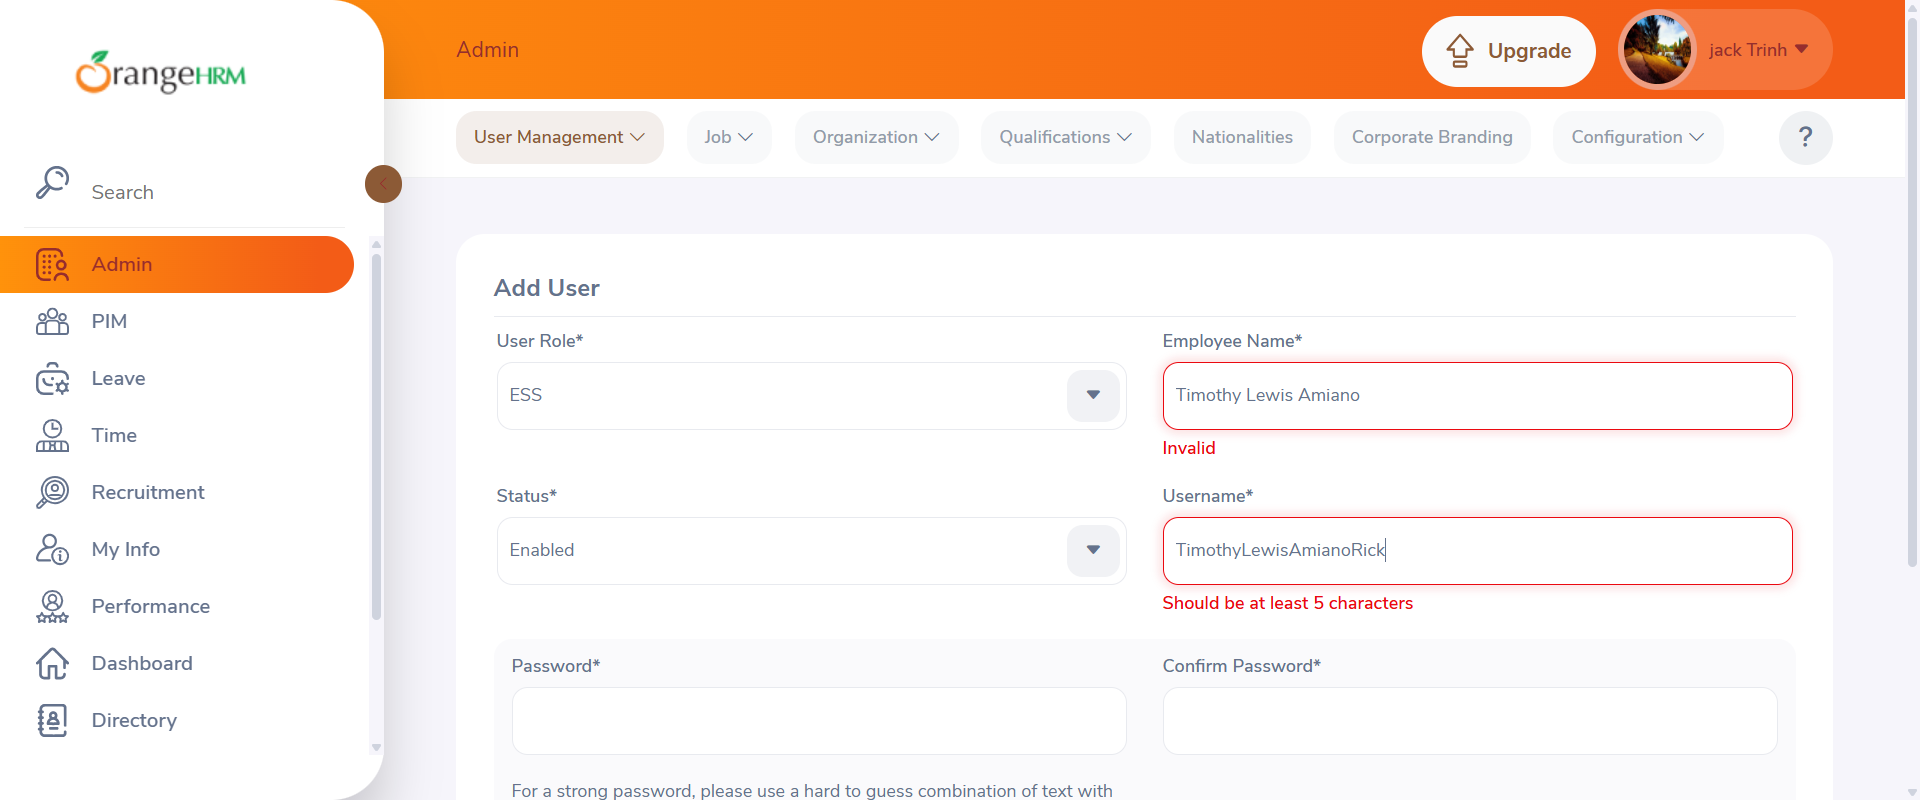 OrangeHRM
Search
Admin
PIM
Leave
Time
Recruitment
My Info
Performance
Dashboard
Directory
Admin
Upgrade
jack Trinh
User Management
Job
Organization
Qualifications
Nationalities
Corporate Branding
Configuration
?
Add User
User Role*
ESS
Employee Name*
Timothy Lewis Amiano
Invalid
Status*
Enabled
Username*
TimothyLewisAmianoRick
Should be at least 5 characters
Password*
Confirm Password*
For a strong password, please use a hard to guess combination of text with